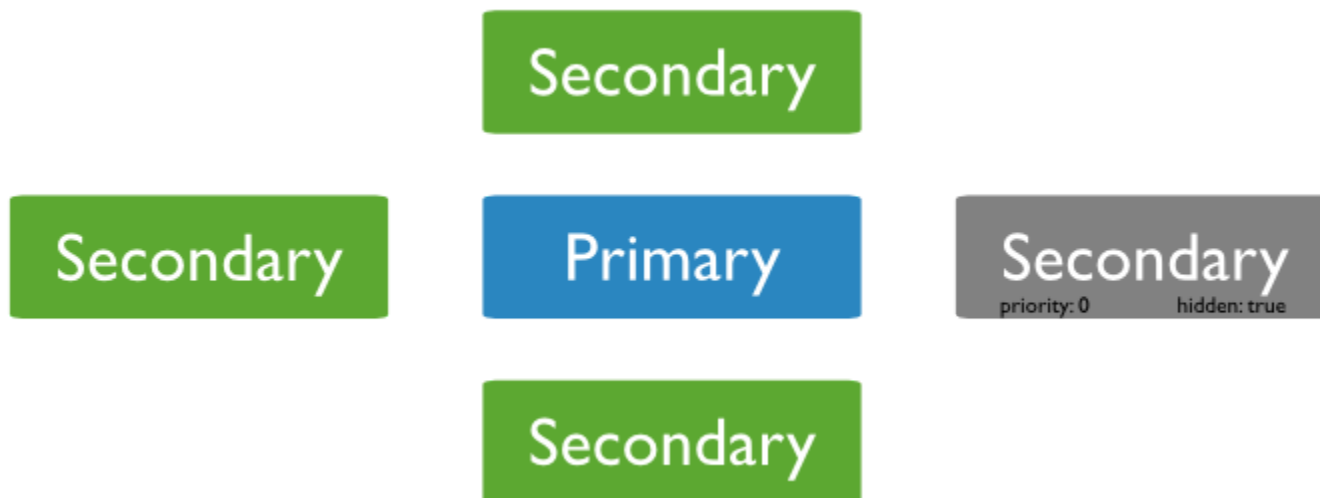 Secondary
Secondary
Primary
Secondary
priority: 0
hidden: true
Secondary